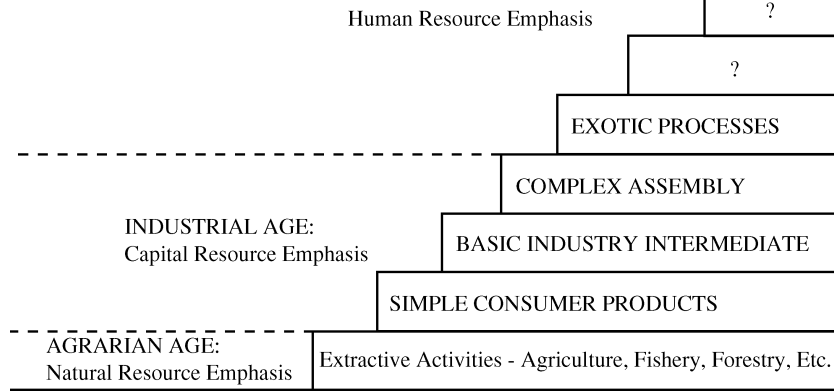 Human Resource Emphasis
?
?
EXOTIC PROCESSES
COMPLEX ASSEMBLY
INDUSTRIAL AGE:
Capital Resource Emphasis
BASIC INDUSTRY INTERMEDIATE
SIMPLE CONSUMER PRODUCTS
AGRARIAN AGE:
Natural Resource Emphasis
Extractive Activities - Agriculture, Fishery, Forestry, Etc.